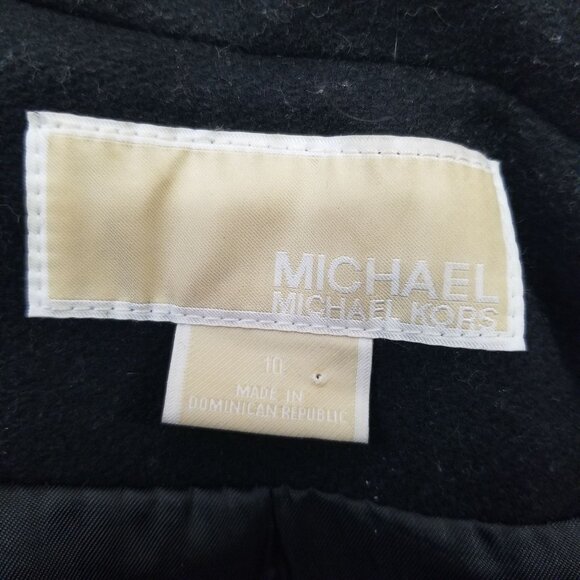 MICHAEL
MICHAEL KORS
10
MADE IN
DOMINICAN REPUBLIC